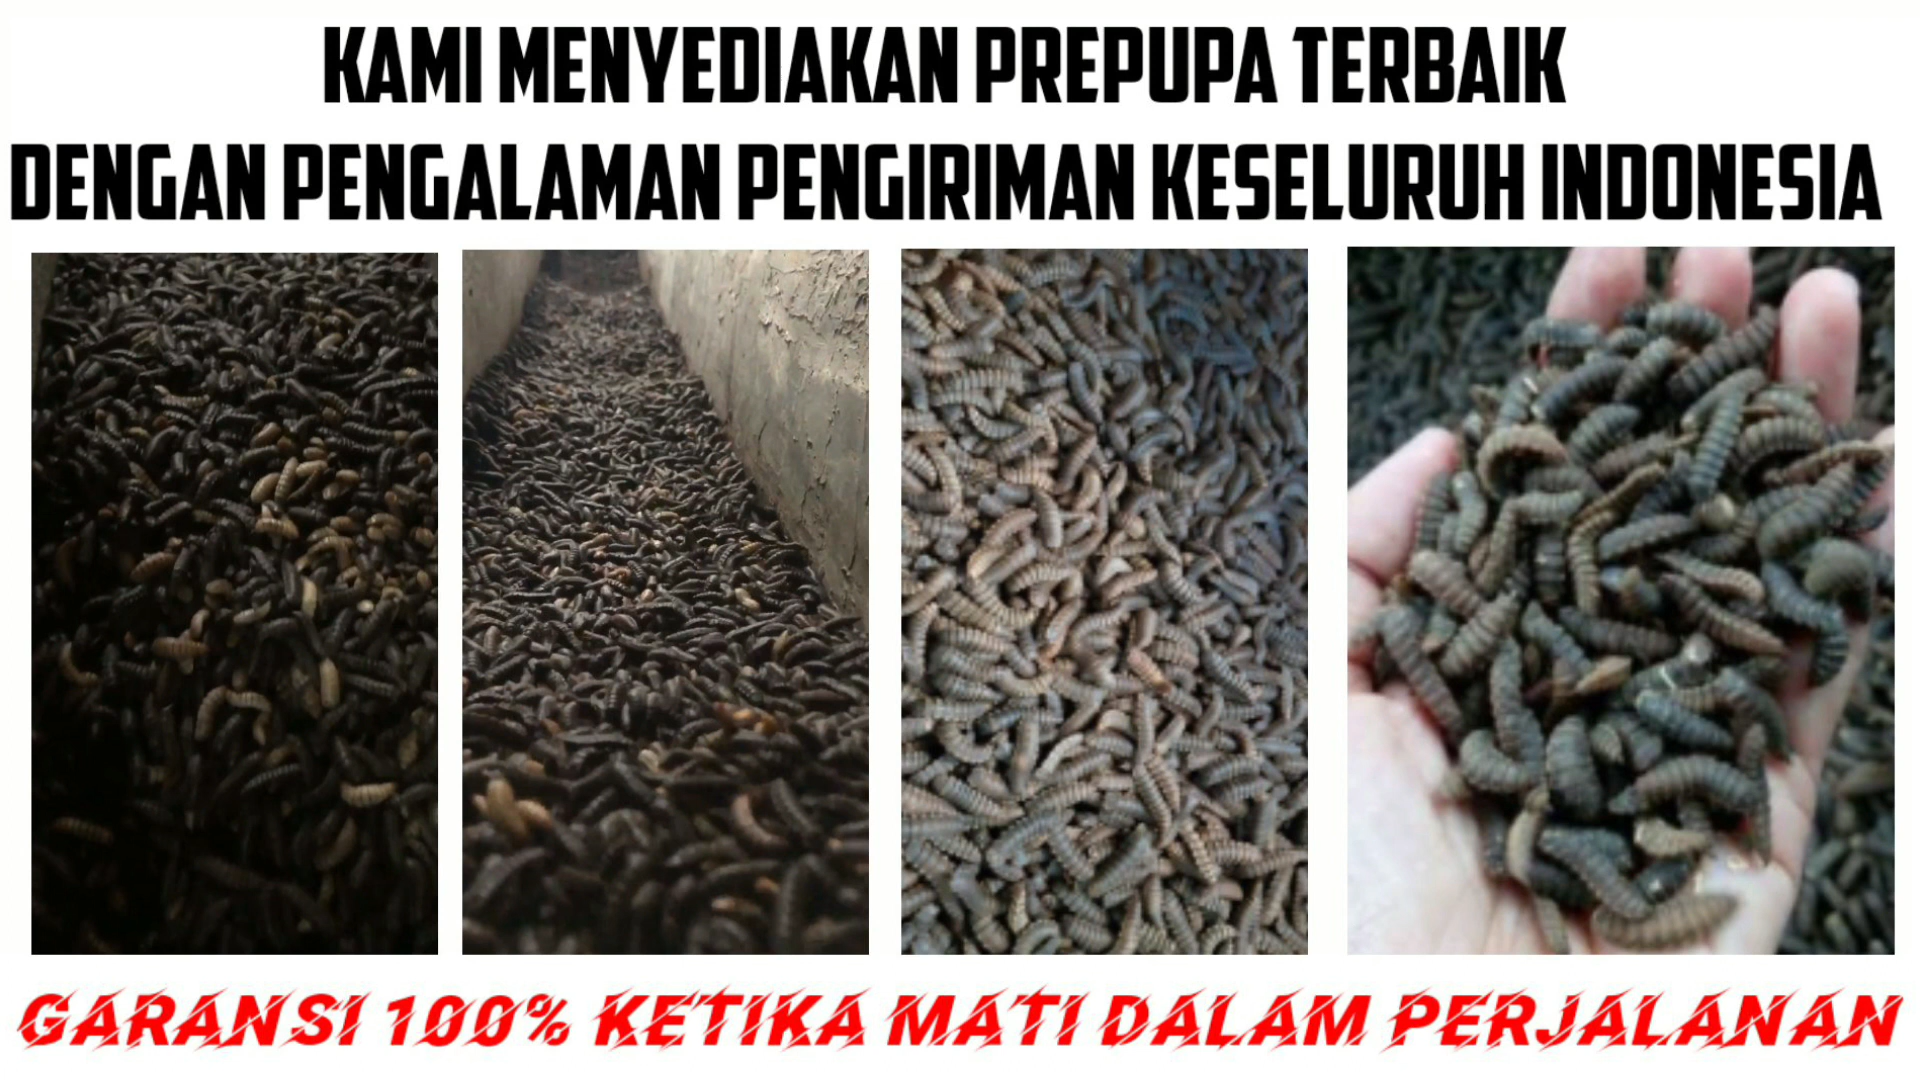 KAMI MENYEDIAKAN PREPUPA TERBAIK
DENGAN PENGALAMAN PENGIRIMAN KESELURUH INDONESIA
GARANSI 100% KETIKA MATI DALAM PERJALANAN